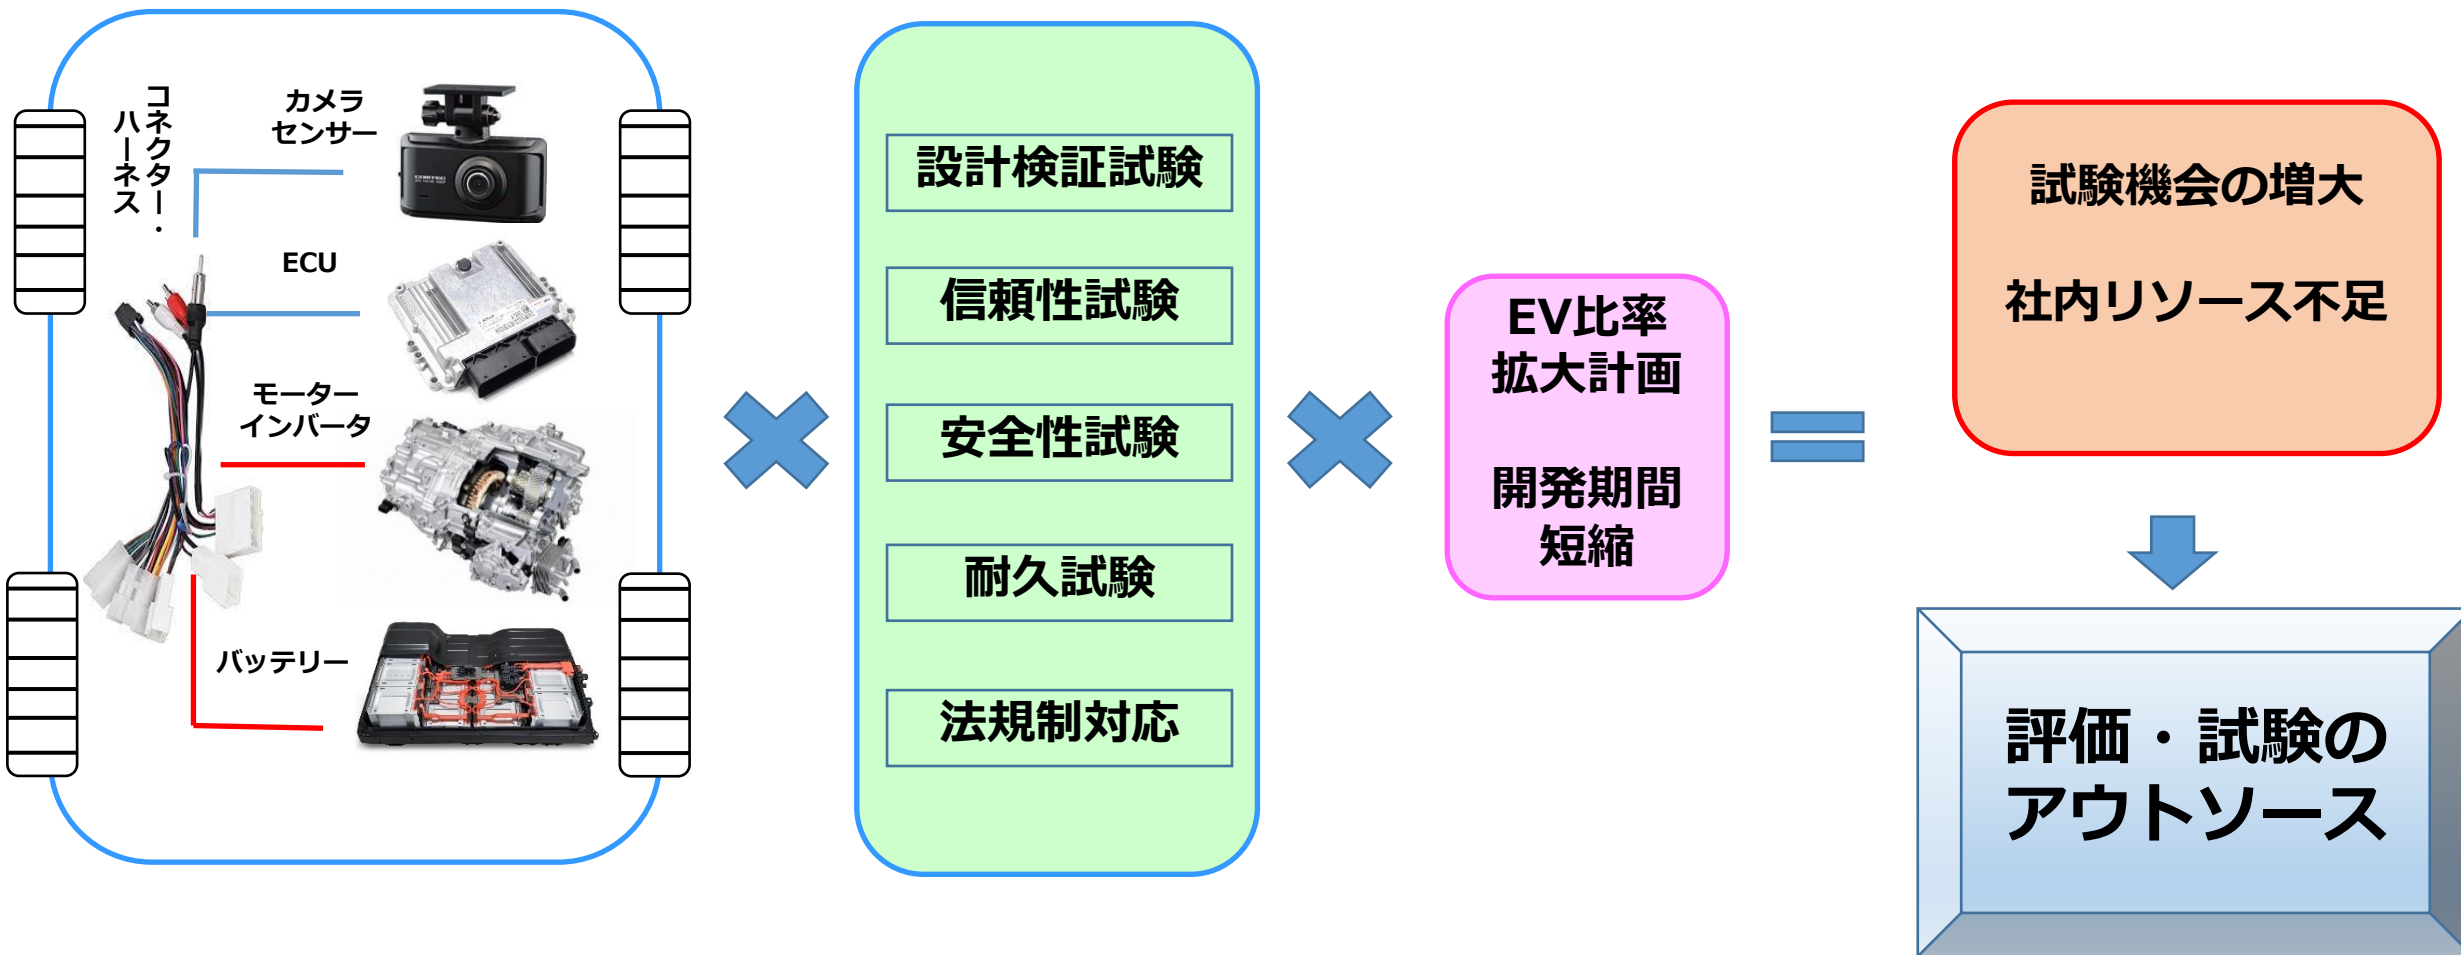 コネクター・
ハーネス
カメラ
センサー
ECU
モーター
インバータ
バッテリー
設計検証試験
信頼性試験
安全性試験
耐久試験
法規制対応
EV比率
拡大計画
開発期間
短縮
試験機会の増大
社内リソース不足
評価・試験の
アウトソース